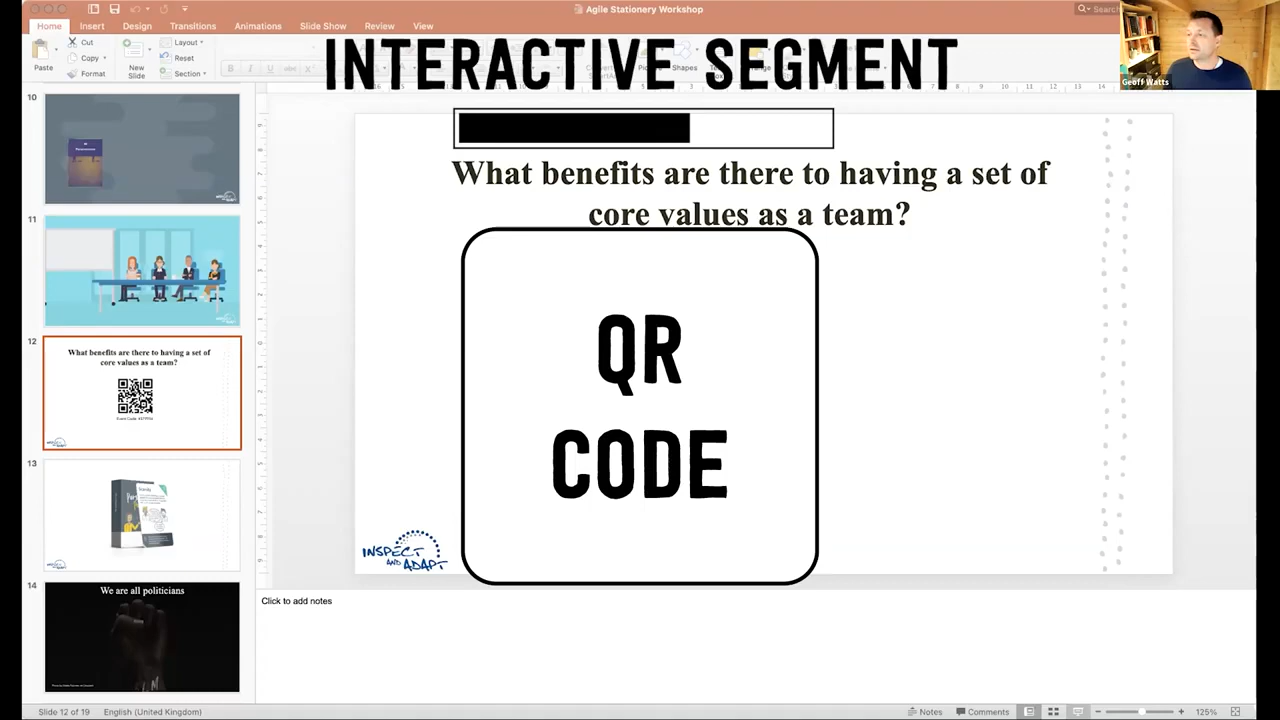 Agile Stationery Workshop
Search
Home Insert Design Transitions Animations Slide Show Review View
Paste
Cut
Copy
Format
New
Slide
Layout
Reset
Section
Shapes
INTERACTIVE SEGMENT
Geoff Watts
What benefits are there to having a set of
core values as a team?
QR
CODE
INSPECT
AND ADAPT
10
11
12
What benefits are there to having a set of
core values as a team?
13
14
We are all politicians
Click to add notes
Slide 12 of 19
English (United Kingdom)
Notes
Comments
125%